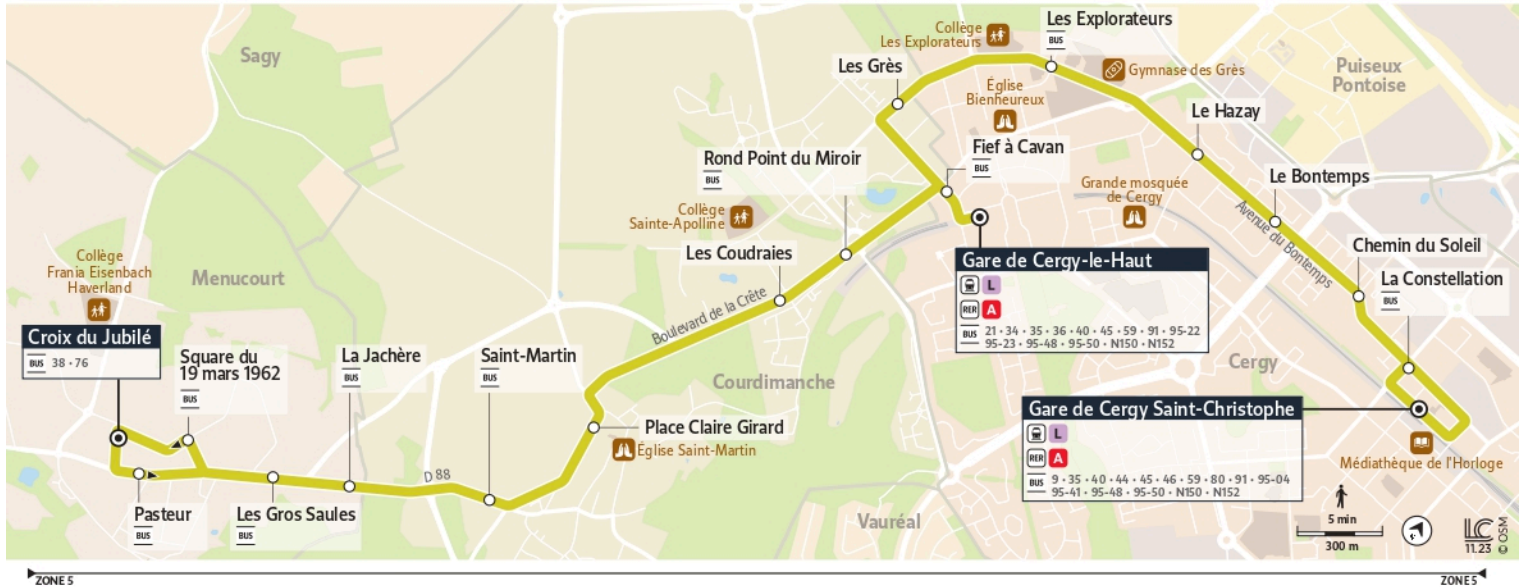 Sagy
Collège
Les Explorateurs
Les Explorateurs
BUS
Les Grès
Gymnase des Grès
Puiseux
Pontoise
Église
Bienheureux
Le Hazay
Rond Point du Miroir
BUS
Fief à Cavan
BUS
Grande mosquée
de Cergy
Le Bontemps
Collège
Sainte-Apolline
Avenue du Bontemps
Chemin du Soleil
Les Coudraies
Collège
Frania Eisenbach
Haverland
Menucourt
Gare de Cergy-le-Haut
L
RER A
BUS 21 • 34 • 35 • 36 • 40 • 45 • 59 • 91 • 95-22
95-23 • 95-48 • 95-50 • N150 • N152
La Constellation
BUS
Boulevard de la Crête
Croix du Jubilé
BUS 38 • 76
Square du
19 mars 1962
BUS
La Jachère
BUS
Saint-Martin
BUS
Courdimanche
Cergy
Gare de Cergy Saint-Christophe
L
RER A
BUS 9 • 35 • 40 • 44 • 45 • 46 • 59 • 80 • 91 • 95-04
95-41 • 95-48 • 95-50 • N150 • N152
Place Claire Girard
Église Saint-Martin
Médiathèque de l'Horloge
D 88
Pasteur
BUS
Les Gros Saules
BUS
Vauréal
5 min
300 m
LC
11.23
© OSM
ZONE 5
ZONE 5